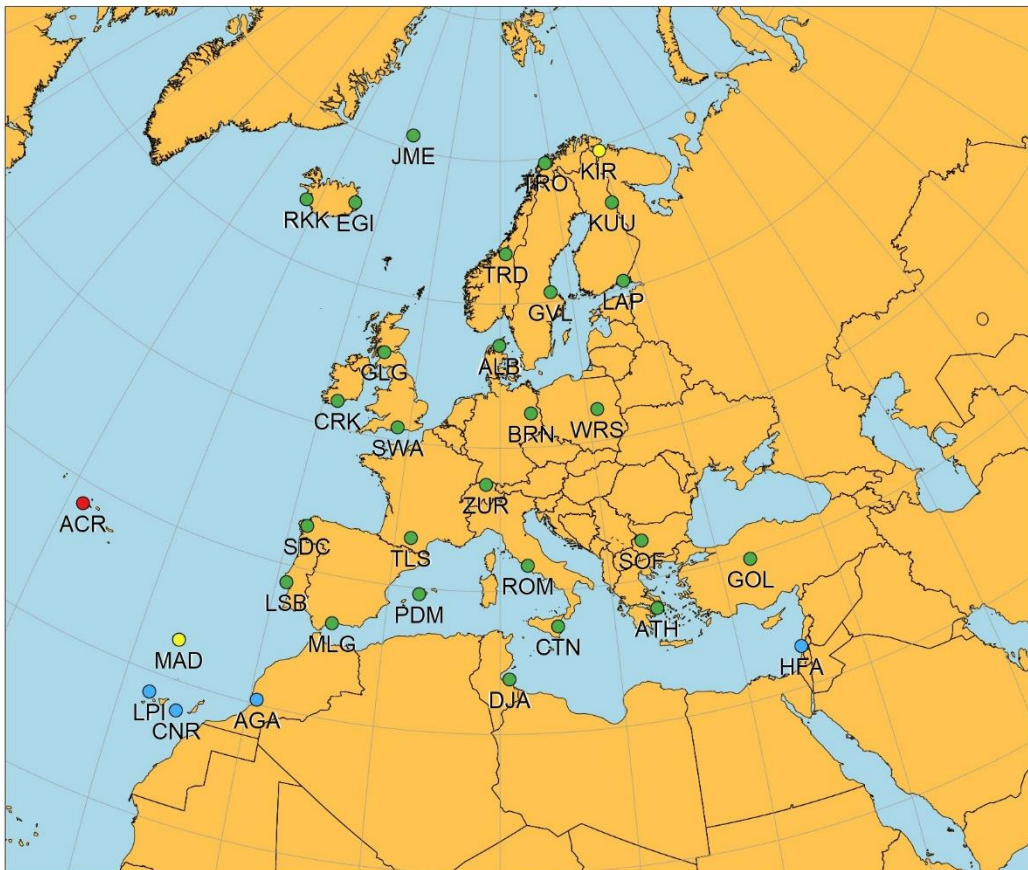 JME
TRO
KIR
RKK
EGI
KUU
TRD
GVL
LAP
GLG
ALB
CRK
SWA
BRN
WRS
ZUR
ACR
SDC
TLS
SOF
ROM
GOL
LSB
PDM
MLG
CTN
ATH
MAD
HFA
LPI
CNR
AGA
DJA